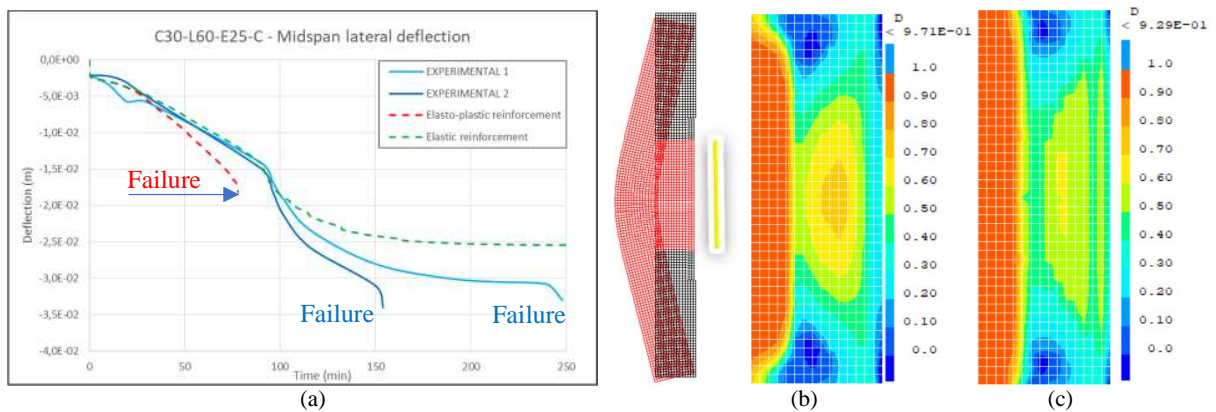 C30-L60-E25-C - Midspan lateral deflection
0,0E+00
-5,0E-03
-1,0E-02
-1,5E-02
-2,0E-02
-2,5E-02
-3,0E-02
-3,5E-02
-4,0E-02
Deflection (m)
EXPERIMENTAL 1
EXPERIMENTAL 2
Elasto-plastic reinforcement
Elastic reinforcement
Failure
Failure
Failure
0
50
100
150
200
250
Time (min)
(a)
D
< 9.71E-01
1.0
0.90
0.80
0.70
0.60
0.50
0.40
0.30
0.20
0.10
0.0
(b)
D
< 9.29E-01
1.0
0.90
0.80
0.70
0.60
0.50
0.40
0.30
0.20
0.10
0.0
(c)